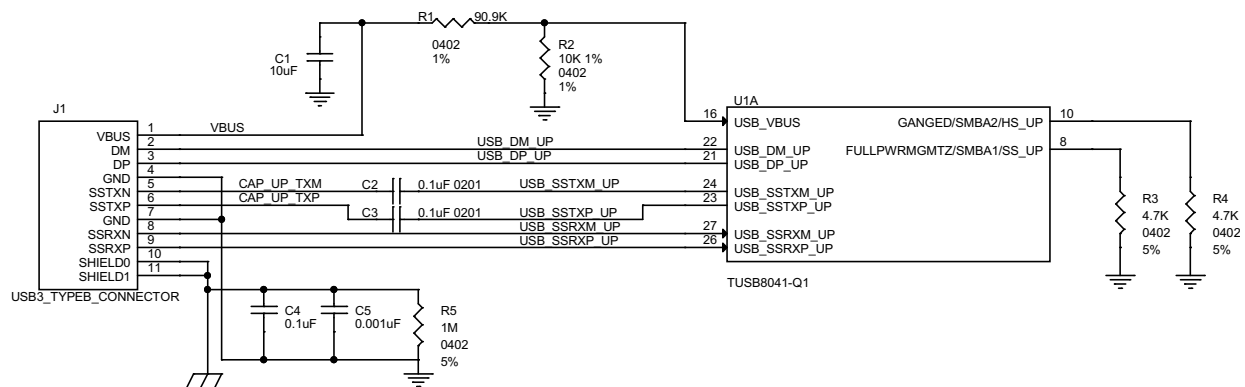 R1 90.9K
0402
1%
C1
10uF
R2
10K 1%
0402
1%
J1
VBUS 1 VBUS
DM 2 USB_DM_UP
DP 3 USB_DP_UP
GND 4
SSTXN 5 CAP_UP_TXM C2 0.1uF 0201 USB_SSTXM_UP
SSTXP 6 CAP_UP_TXP C3 0.1uF 0201 USB_SSTXP_UP
GND 7
SSRXN 8 USB_SSRXM_UP
SSRXP 9 USB_SSRXP_UP
SHIELD0 10
SHIELD1 11
USB3_TYPEB_CONNECTOR
U1A
16 USB_VBUS
22 USB_DM_UP
21 USB_DP_UP
24 USB_SSTXM_UP
23 USB_SSTXP_UP
27 USB_SSRXM_UP
26 USB_SSRXP_UP
GANGED/SMBA2/HS_UP 10
FULLPWRMGMTZ/SMBA1/SS_UP 8
TUSB8041-Q1
R3
4.7K
0402
5%
R4
4.7K
0402
5%
C4
0.1uF
C5
0.001uF
R5
1M
0402
5%